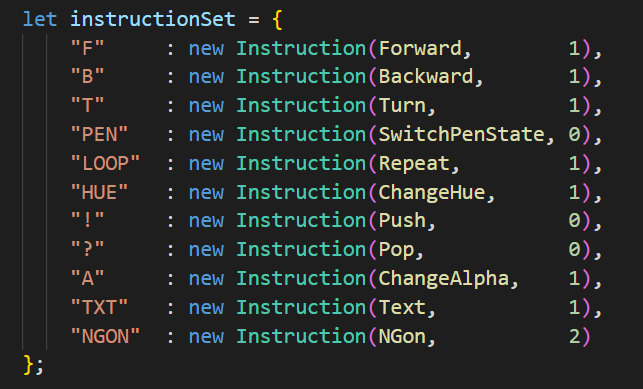 let instructionSet = {
    "F"     : new Instruction(Forward,        1),
    "B"     : new Instruction(Backward,       1),
    "T"     : new Instruction(Turn,           1),
    "PEN"   : new Instruction(SwitchPenState, 0),
    "LOOP"  : new Instruction(Repeat,         1),
    "HUE"   : new Instruction(ChangeHue,      1),
    "!"     : new Instruction(Push,           0),
    "?"     : new Instruction(Pop,            0),
    "A"     : new Instruction(ChangeAlpha,    1),
    "TXT"   : new Instruction(Text,           1),
    "NGON"  : new Instruction(NGon,           2)
};